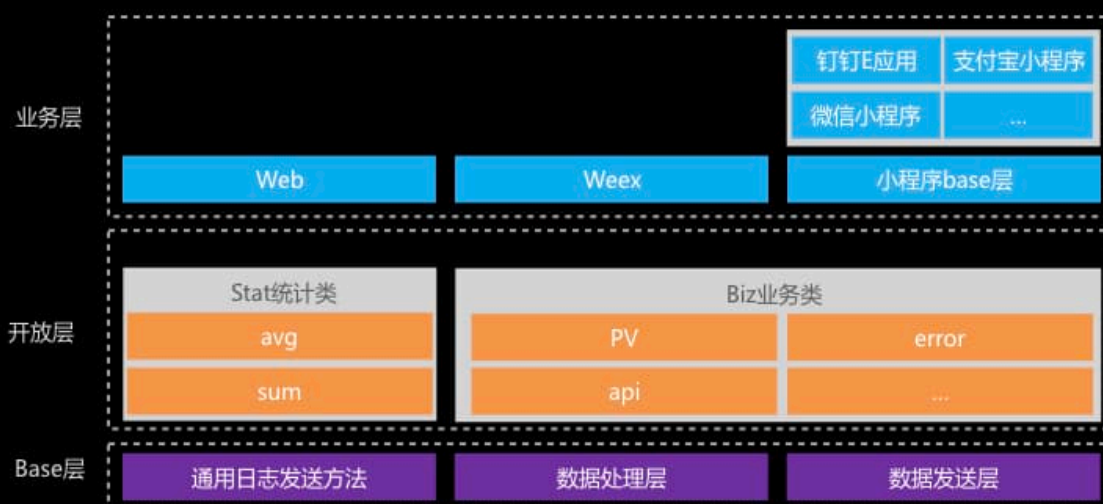 业务层
钉钉E应用
支付宝小程序
微信小程序
...
Web
Weex
小程序base层
开放层
Stat统计类
avg
sum
Biz业务类
PV
error
api
...
Base层
通用日志发送方法
数据处理层
数据发送层